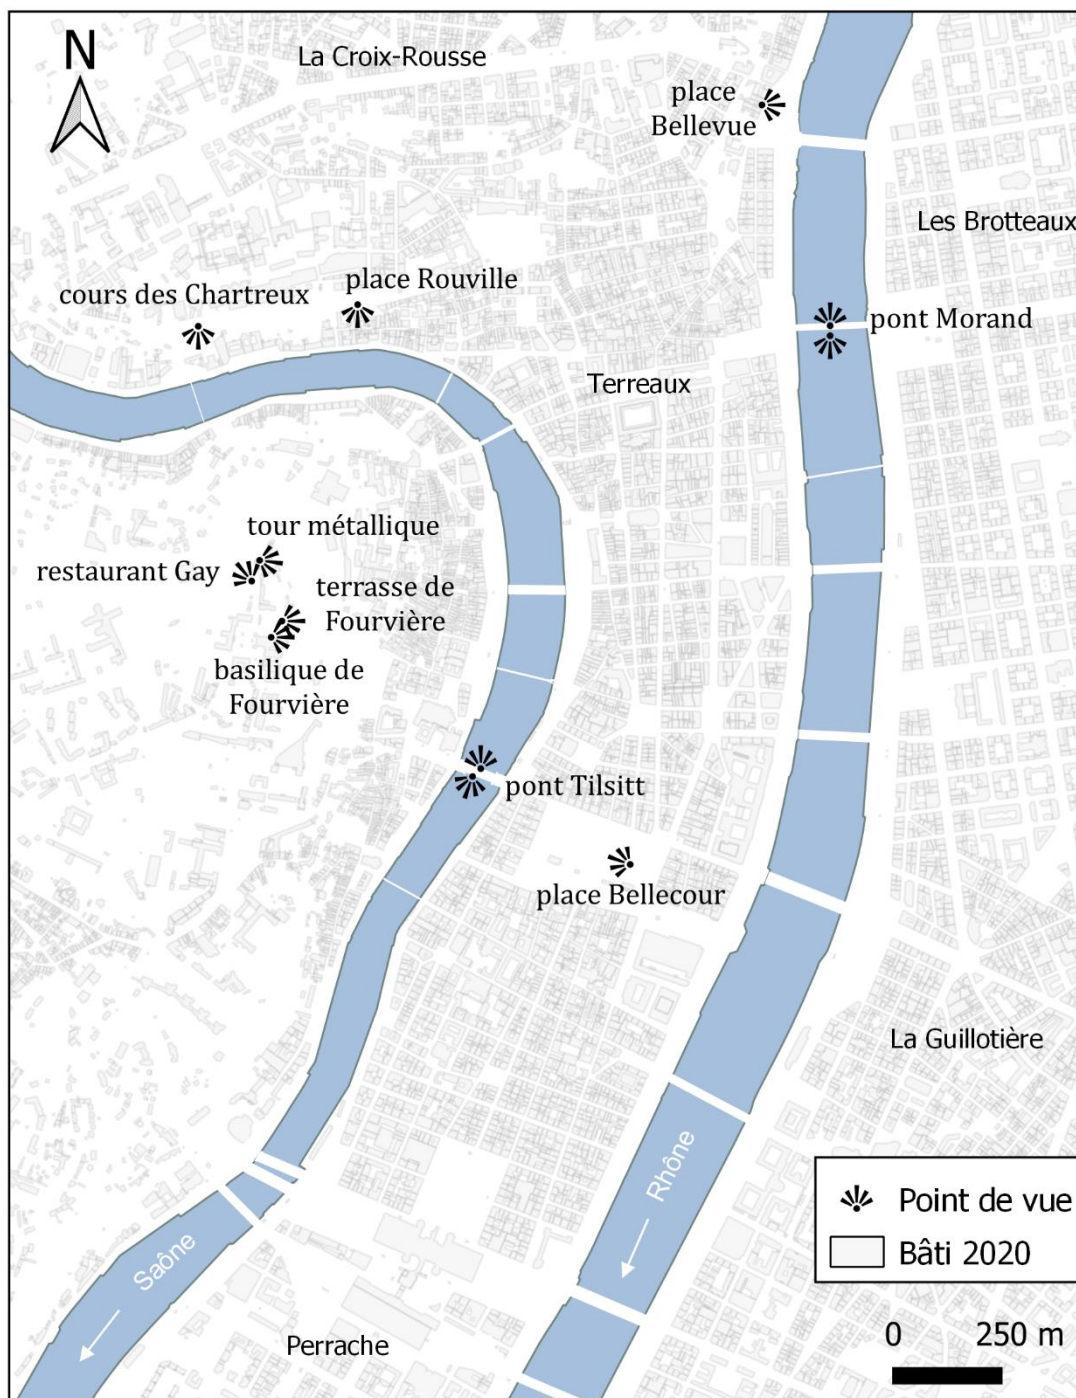 N
La Croix-Rousse
place
Bellevue
Les Brotteaux
place Rouville
cours des Chartreux
pont Morand
Terreaux
tour métallique
restaurant Gay
terrasse de
Fourvière
basilique de
Fourvière
pont Tilsitt
place Bellecour
La Guillotière
Rhône
Saône
Perrache
Point de vue
Bâti 2020
0 250 m